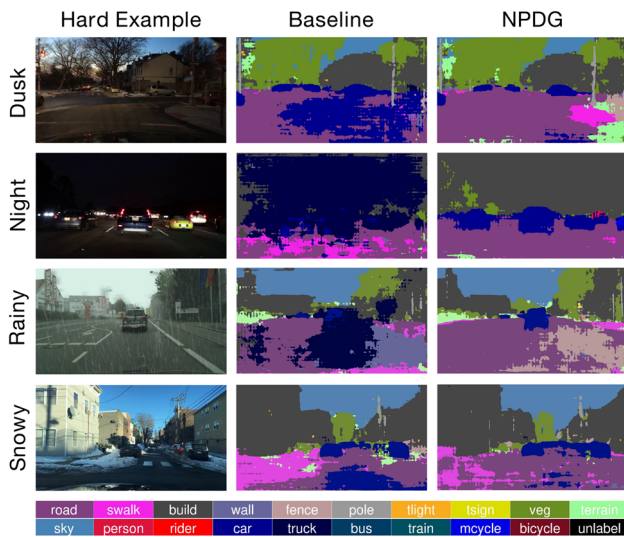 Hard Example Baseline NPDG
Dusk
Night
Rainy
Snowy
road swalk build wall fence pole tlight tsign veg terrain
sky person rider car truck bus train mcycle bicycle unlabel